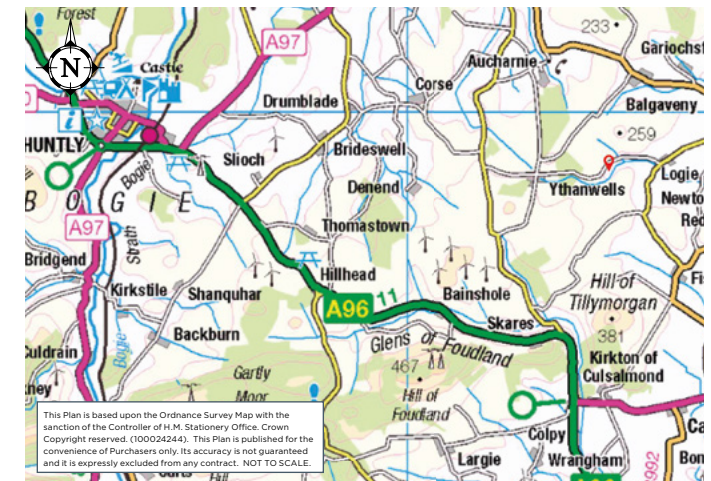 Forest
N
Castle
A97
233
Gariochsf
Aucharnie
Corse
Drumblade
Balgaveny
i
HUNTLY
259
Slioch
Brideswell
Bogie
Logie
Denend
Ythanwells
Newto
Red
B O G I E
Thomastown
A97
Strath
Bridgend
Hillhead
Hill of
Tillymorgan
Fi
Kirkstile
Shanquhar
Bainshole
A96
11
Skares
381
Backburn
Glens of Foudland
Kirkton of
Culsalmond
Culdrain
Bogie
467
Gartly
Moor
Hill of
Foudland
ney
Ca
Colpy
Bon
Largie
Wrangham
992
This Plan is based upon the Ordnance Survey Map with the
sanction of the Controller of H.M. Stationery Office. Crown
Copyright reserved. (100024244). This Plan is published for the
convenience of Purchasers only. Its accuracy is not guaranteed
and it is expressly excluded from any contract. NOT TO SCALE.